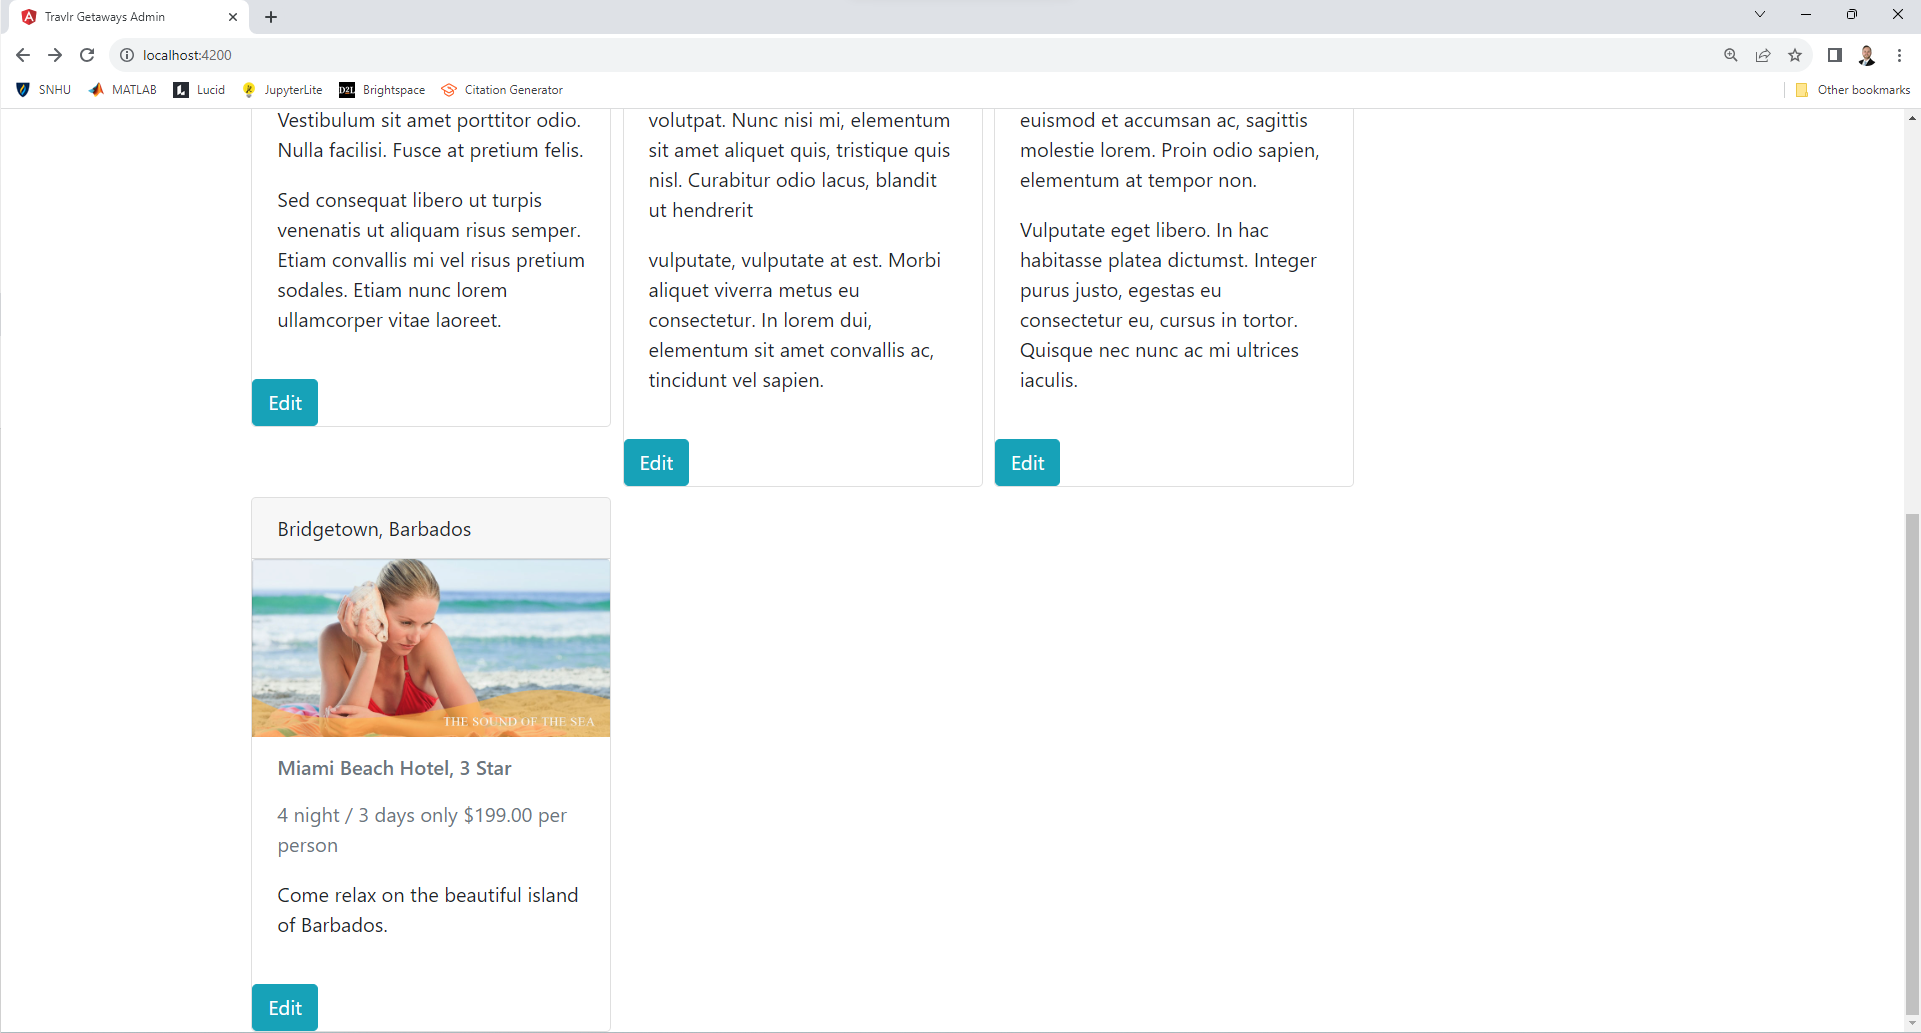 Travlr Getaways Admin
localhost:4200
SNHU
MATLAB
Lucid
JupyterLite
D2L
Brightspace
Citation Generator
Other bookmarks
Vestibulum sit amet porttitor odio.
Nulla facilisi. Fusce at pretium felis.
Sed consequat libero ut turpis
venenatis ut aliquam risus semper.
Etiam convallis mi vel risus pretium
sodales. Etiam nunc lorem
ullamcorper vitae laoreet.
Edit
volutpat. Nunc nisi mi, elementum
sit amet aliquet quis, tristique quis
nisl. Curabitur odio lacus, blandit
ut hendrerit
vulputate, vulputate at est. Morbi
aliquet viverra metus eu
consectetur. In lorem dui,
elementum sit amet convallis ac,
tincidunt vel sapien.
Edit
euismod et accumsan ac, sagittis
molestie lorem. Proin odio sapien,
elementum at tempor non.
Vulputate eget libero. In hac
habitasse platea dictumst. Integer
purus justo, egestas eu
consectetur eu, cursus in tortor.
Quisque nec nunc ac mi ultrices
iaculis.
Edit
Bridgetown, Barbados
THE SOUND OF THE SEA
Miami Beach Hotel, 3 Star
4 night / 3 days only $199.00 per
person
Come relax on the beautiful island
of Barbados.
Edit